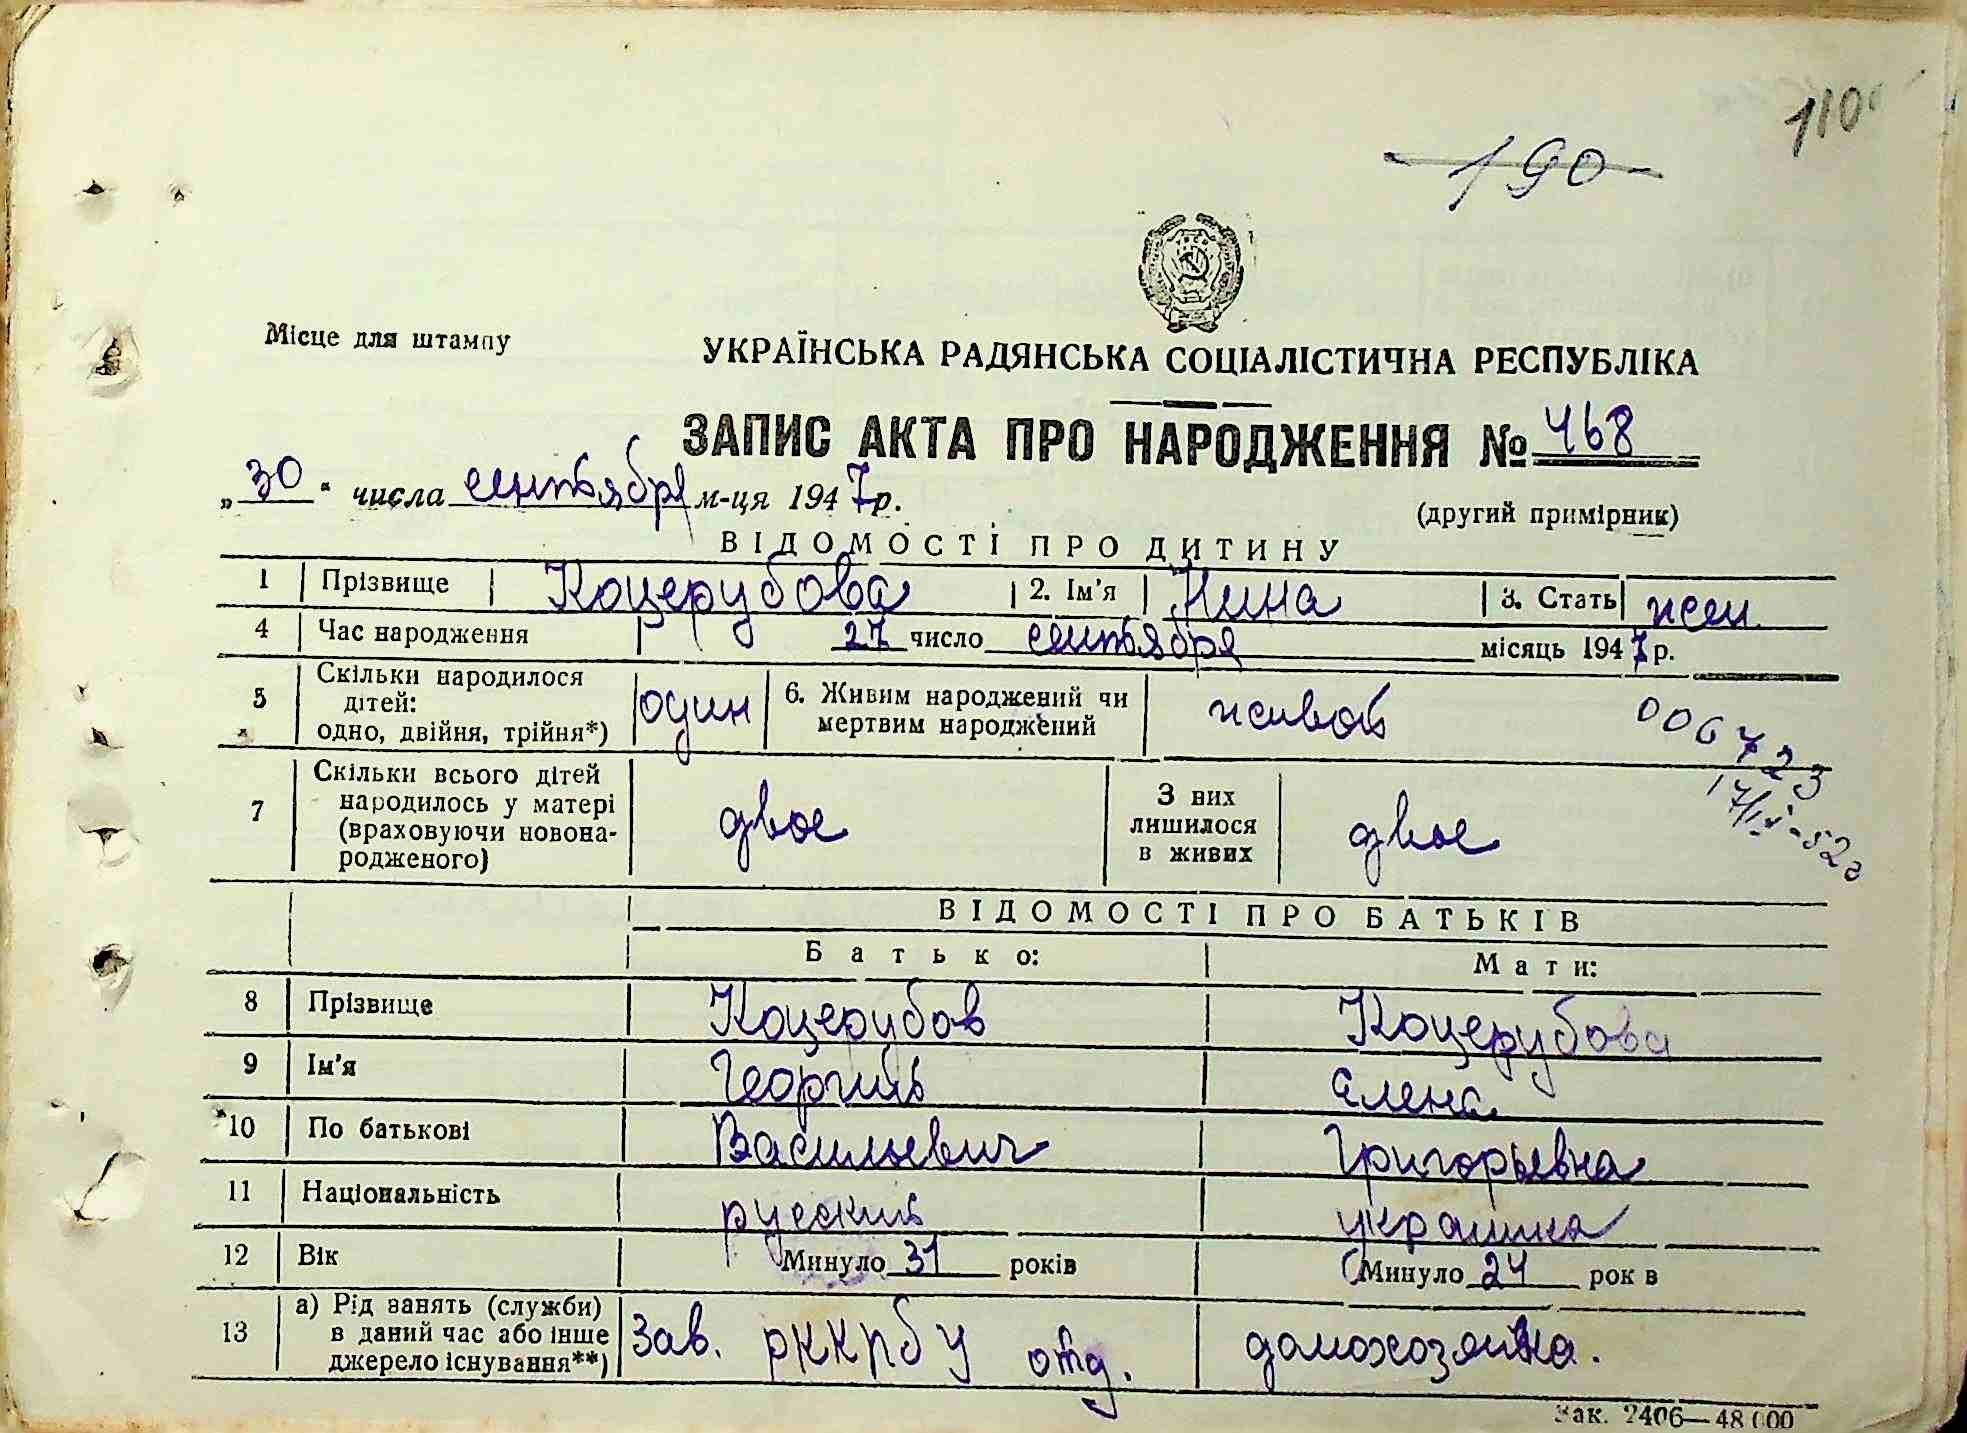 110
190
Місце для штампу
УКРАЇНСЬКА РАДЯНСЬКА СОЦІАЛІСТИЧНА РЕСПУБЛІКА
ЗАПИС АКТА ПРО НАРОДЖЕННЯ № 468
„30“ числа сентября м-ця 1947 р.
(другий примірник)
ВІДОМОСТІ ПРО ДИТИНУ
1 Прізвище Коцерубова 2. Ім'я Нина 3. Стать жен
4 Час народження 27 число сентября місяць 1947 р.
5 Скільки народилося дітей: одно, двійня, трійня*) один 6. Живим народжений чи мертвим народжений живой
006723
17/IX-52г
7 Скільки всього дітей народилось у матері (враховуючи новонародженого) двое З них лишилося в живих двое
ВІДОМОСТІ ПРО БАТЬКІВ
Батько: Мати:
8 Прізвище Коцерубов Коцерубова
9 Ім'я Георгий Елена
10 По батькові Васильевич Григорьевна
11 Національність русский украинка
12 Вік Минуло 31 років Минуло 24 рок в
13 а) Рід занять (служби) в даний час або інше джерело існування**) Зав. отд. домохозяйка.
Зак. 2406—48000